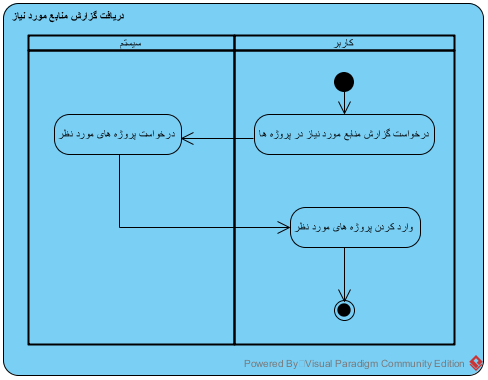 دریافت گزارش منابع مورد نیاز
کاربر
سیستم
درخواست گزارش منابع مورد نیاز در پروژه ها
درخواست پروژه های مورد نظر
وارد کردن پروژه های مورد نظر
Powered By Visual Paradigm Community Edition